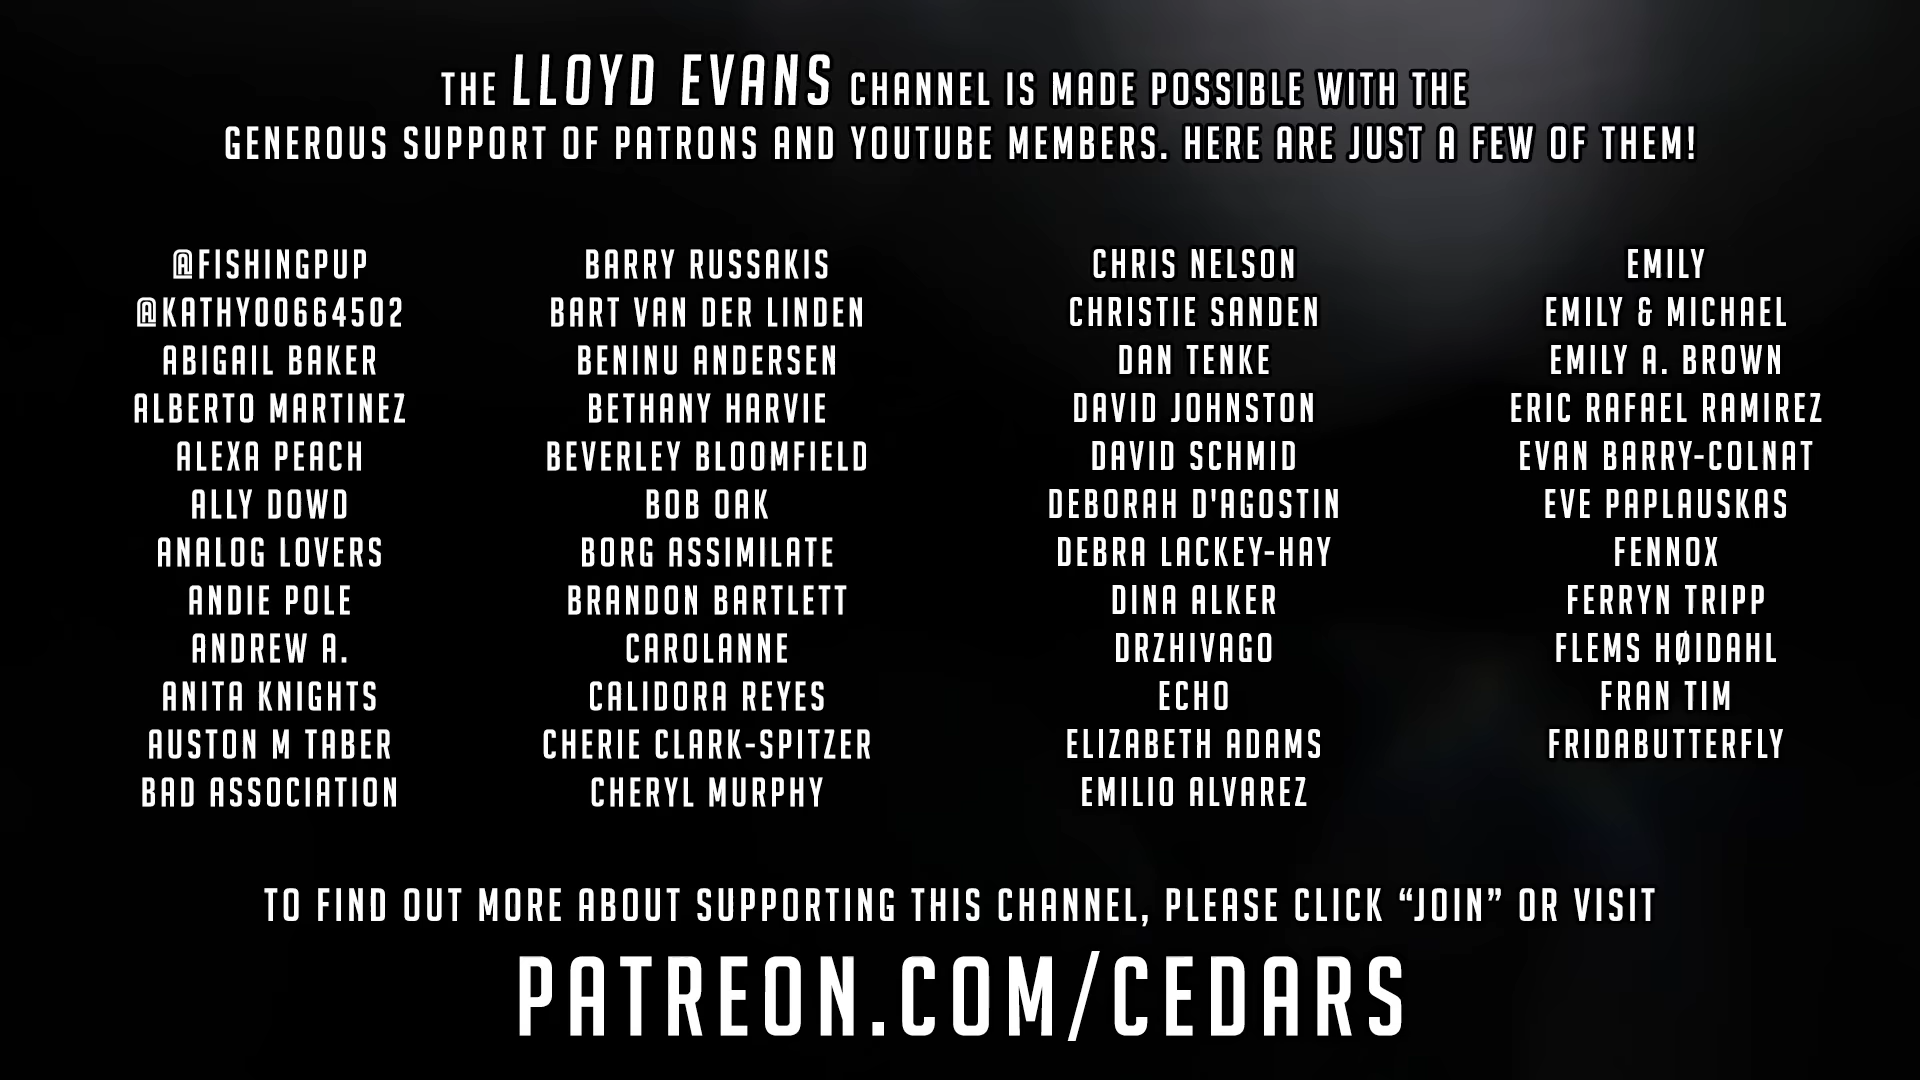 THE LLOYD EVANS CHANNEL IS MADE POSSIBLE WITH THE
GENEROUS SUPPORT OF PATRONS AND YOUTUBE MEMBERS. HERE ARE JUST A FEW OF THEM!
@FISHINGPUP
@KATHY00664502
ABIGAIL BAKER
ALBERTO MARTINEZ
ALEXA PEACH
ALLY DOWD
ANALOG LOVERS
ANDIE POLE
ANDREW A.
ANITA KNIGHTS
AUSTON M TABER
BAD ASSOCIATION
BARRY RUSSAKIS
BART VAN DER LINDEN
BENINU ANDERSEN
BETHANY HARVIE
BEVERLEY BLOOMFIELD
BOB OAK
BORG ASSIMILATE
BRANDON BARTLETT
CAROLANNE
CALIDORA REYES
CHERIE CLARK-SPITZER
CHERYL MURPHY
CHRIS NELSON
CHRISTIE SANDEN
DAN TENKE
DAVID JOHNSTON
DAVID SCHMID
DEBORAH D'AGOSTIN
DEBRA LACKEY-HAY
DINA ALKER
DRZHIVAGO
ECHO
ELIZABETH ADAMS
EMILIO ALVAREZ
EMILY
EMILY & MICHAEL
EMILY A. BROWN
ERIC RAFAEL RAMIREZ
EVAN BARRY-COLNAT
EVE PAPLAUSKAS
FENNOX
FERRYN TRIPP
FLEMS HØIDAHL
FRAN TIM
FRIDABUTTERFLY
TO FIND OUT MORE ABOUT SUPPORTING THIS CHANNEL, PLEASE CLICK “JOIN” OR VISIT
PATREON.COM/CEDARS